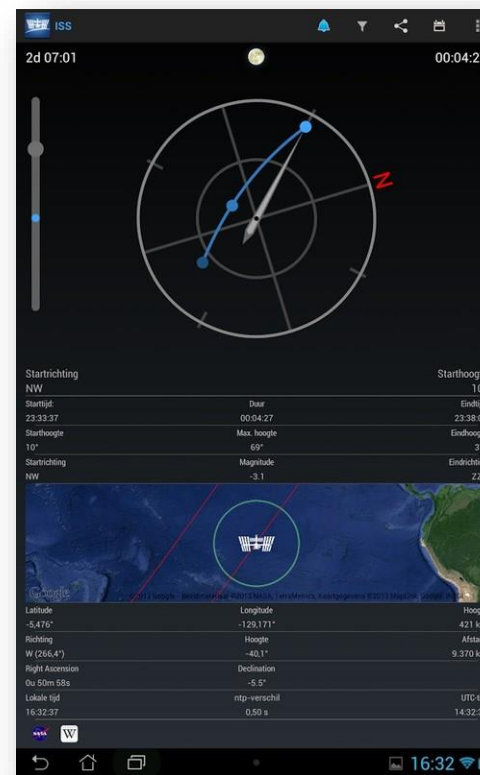 ISS
2d 07:01 00:04:2
N
Startrichting Starthoog
NW 10
Starttijd: Duur Eindtij
23:33:37 00:04:27 23:38:0
Starthoogte Max. hoogte Eindhoog
10° 69° 3
Startrichting Magnitude Eindrichti
NW -3.1
Google
Latitude Longitude Hoog
-5,476° -129,171° 421 k
Richting Hoogte Afsta
W (266,4°) -40,1° 9.370 k
Right Ascension Declination
0u 50m 58s -5.5°
Lokale tijd ntp-verschil UTC-t
16:32:37 0,50 s 14:32:3
NASA W
16:32